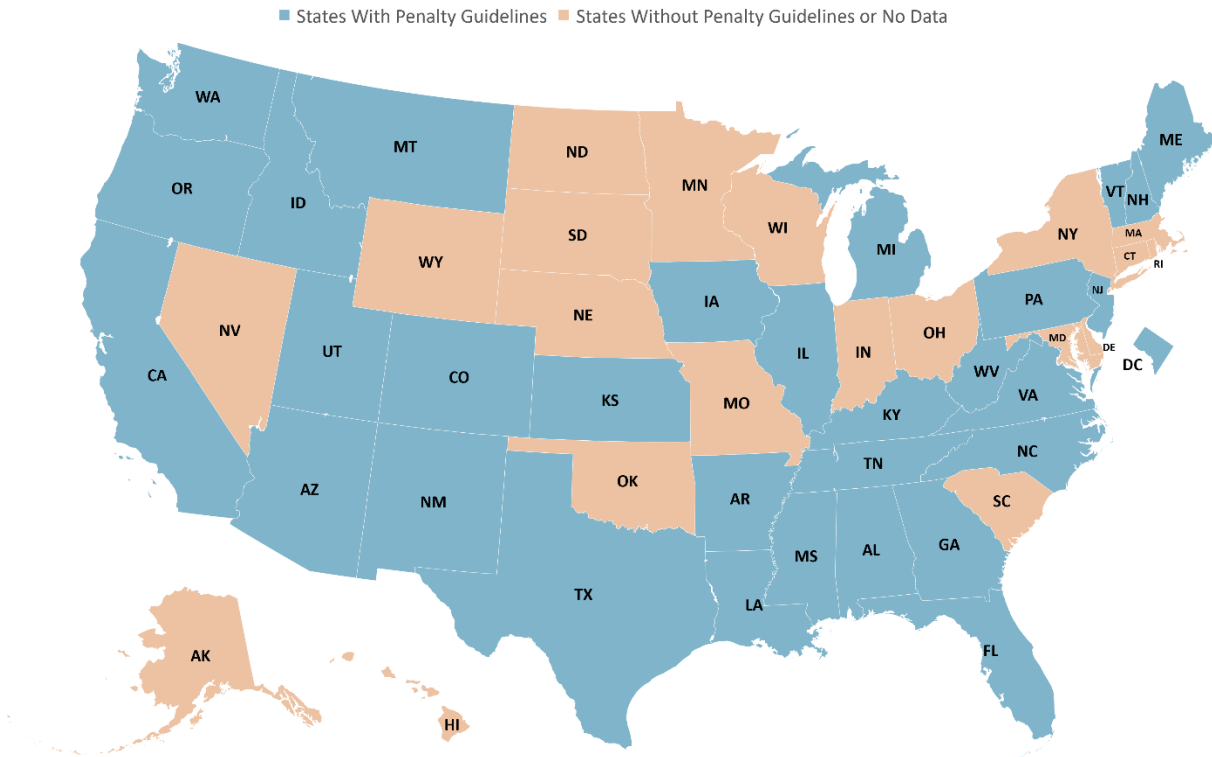 States With Penalty Guidelines States Without Penalty Guidelines or No Data
WA
MT
ND
MN
ME
OR
ID
VT
NH
WI
SD
NY
MA
MI
CT
RI
WY
IA
PA
NJ
NE
NV
OH
MD
DE
UT
IL
IN
DC
CO
WV
CA
VA
KS
MO
KY
NC
TN
OK
AZ
NM
AR
SC
GA
MS
AL
TX
LA
FL
AK
HI